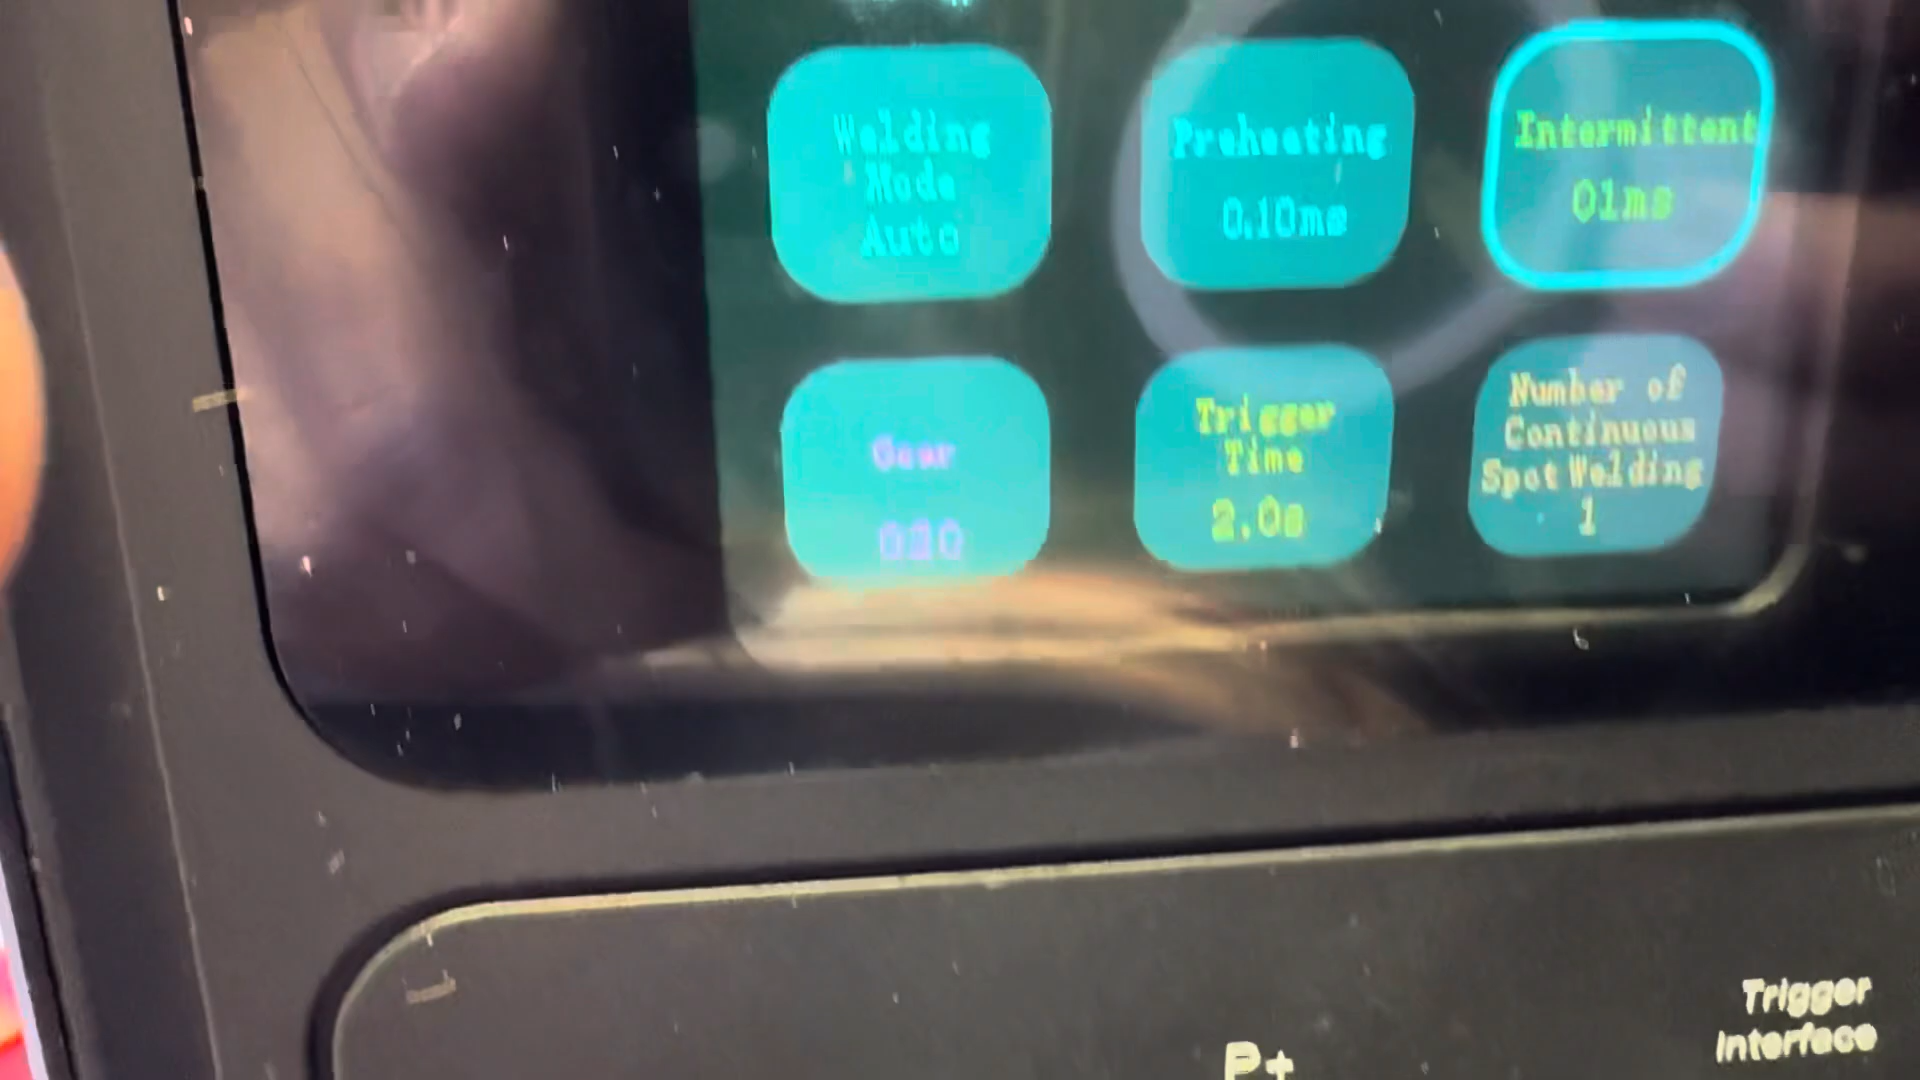 Welding
Mode
Auto
Preheating
0.10ms
Intermittent
01ms
Gear
Trigger
Time
2.0s
Number of
Continuous
Spot Welding
1
Trigger
Interface
P+